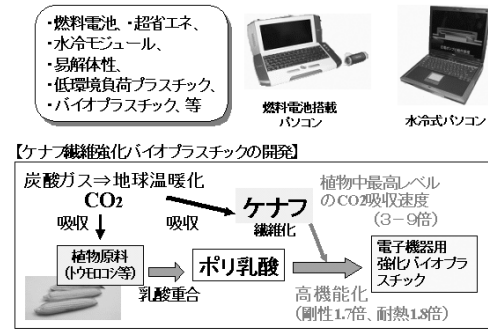 ・燃料電池、・超省エネ、
・水冷モジュール、
・易解体性、
・低環境負荷プラスチック、
・バイオプラスチック、等
燃料電池搭載
パソコン
水冷式パソコン
【ケナフ繊維強化バイオプラスチックの開発】
炭酸ガス⇒地球温暖化
CO₂
吸収
吸収
ケナフ
繊維化
植物中最高レベル
のCO2吸収速度
(3－9倍)
植物原料
(トウモロコシ等)
乳酸重合
ポリ乳酸
高機能化
(剛性1.7倍、耐熱1.8倍)
電子機器用
強化バイオプラ
スチック